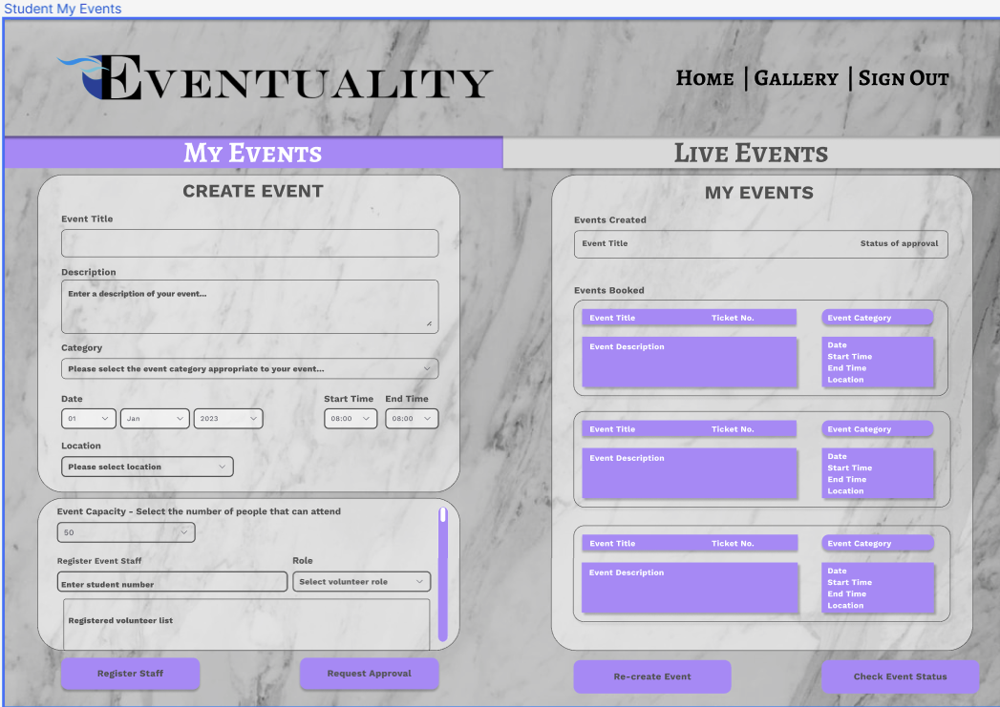 Student My Events
EVENTUALITY
HOME | GALLERY | SIGN OUT
MY EVENTS
LIVE EVENTS
CREATE EVENT
Event Title
Description
Enter a description of your event...
Category
Please select the event category appropriate to your event...
Date
Start Time End Time
01 Jan 2023
08:00 08:00
Location
Please select location
Event Capacity - Select the number of people that can attend
50
Register Event Staff
Role
Enter student number
Select volunteer role
Registered volunteer list
Register Staff
Request Approval
MY EVENTS
Events Created
Event Title
Status of approval
Events Booked
Event Title
Ticket No.
Event Category
Event Description
Date
Start Time
End Time
Location
Event Title
Ticket No.
Event Category
Event Description
Date
Start Time
End Time
Location
Event Title
Ticket No.
Event Category
Event Description
Date
Start Time
End Time
Location
Re-create Event
Check Event Status